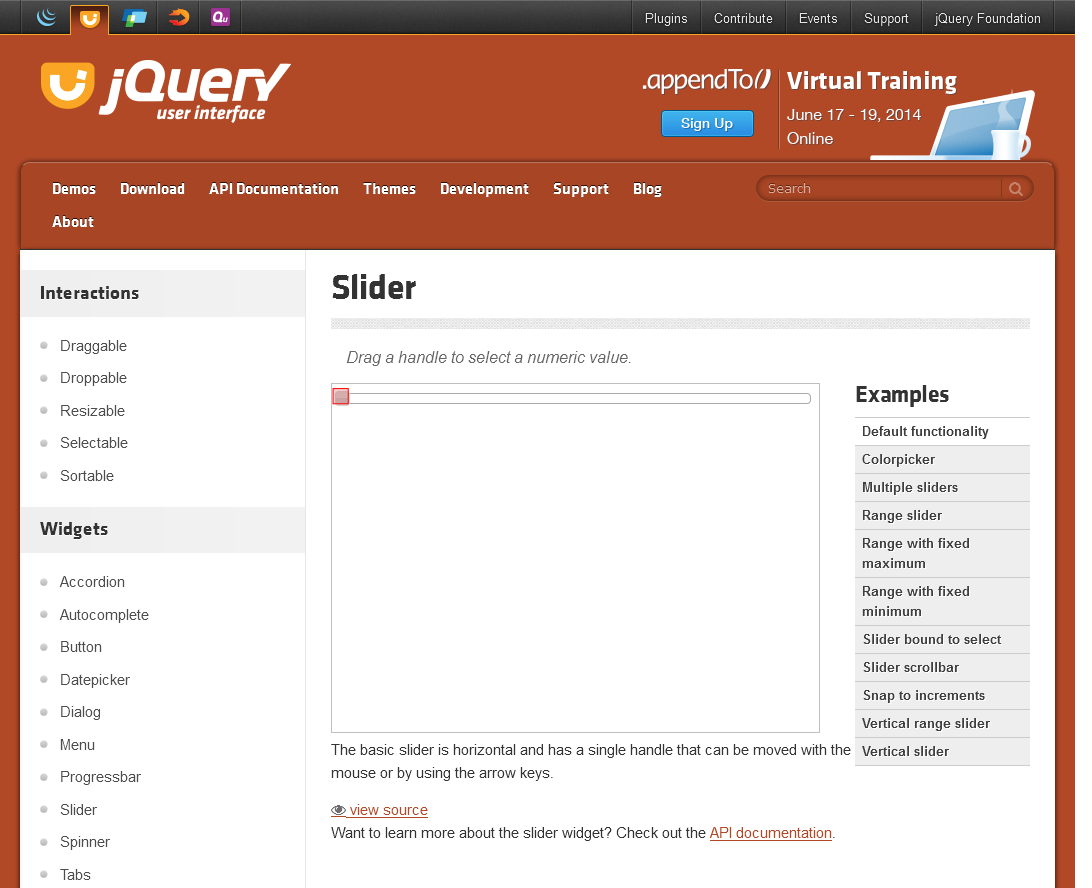 Plugins
Contribute
Events
Support
jQuery Foundation
Qu
jQuery
user interface
.appendTo()
Sign Up
Virtual Training
June 17 - 19, 2014
Online
Demos
Download
API Documentation
Themes
Development
Support
Blog
About
Search
Interactions
Draggable
Droppable
Resizable
Selectable
Sortable
Widgets
Accordion
Autocomplete
Button
Datepicker
Dialog
Menu
Progressbar
Slider
Spinner
Tabs
Slider
Drag a handle to select a numeric value.
Examples
Default functionality
Colorpicker
Multiple sliders
Range slider
Range with fixed
maximum
Range with fixed
minimum
Slider bound to select
Slider scrollbar
Snap to increments
Vertical range slider
Vertical slider
The basic slider is horizontal and has a single handle that can be moved with the
mouse or by using the arrow keys.
view source
Want to learn more about the slider widget? Check out the API documentation.